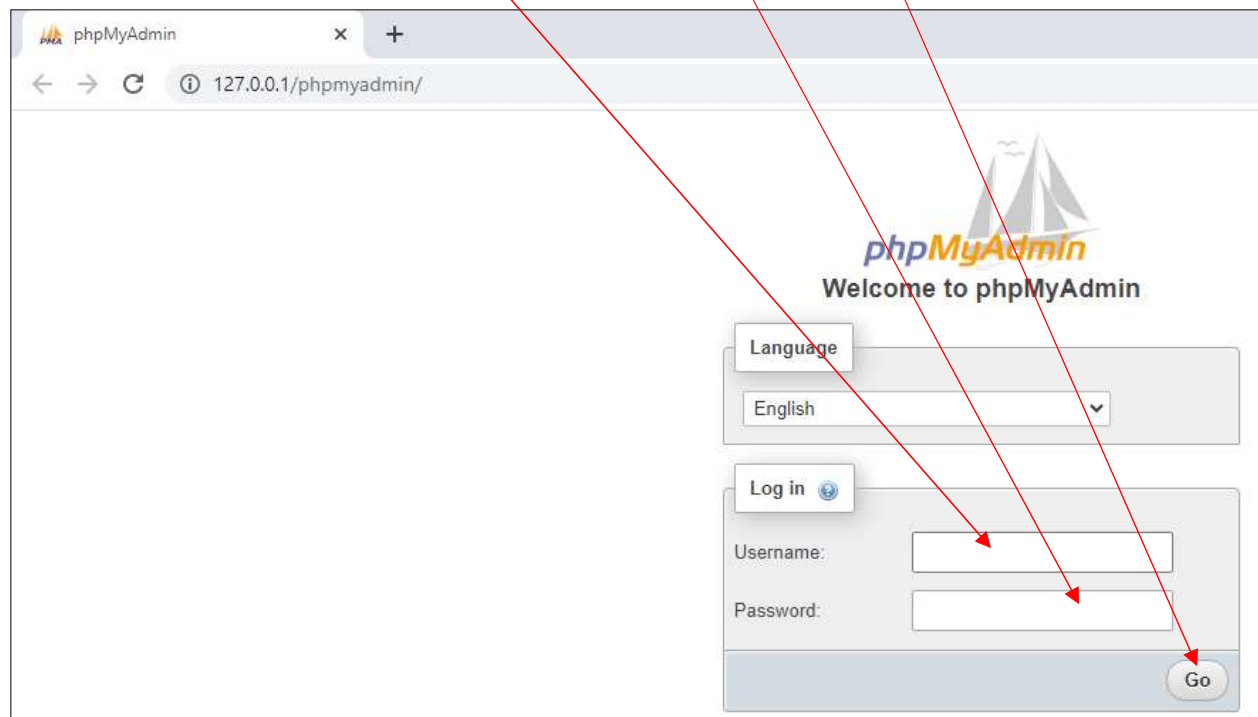 phpMyAdmin
127.0.0.1/phpmyadmin/
phpMyAdmin
Welcome to phpMyAdmin
Language
English
Log in
Username:
Password:
Go